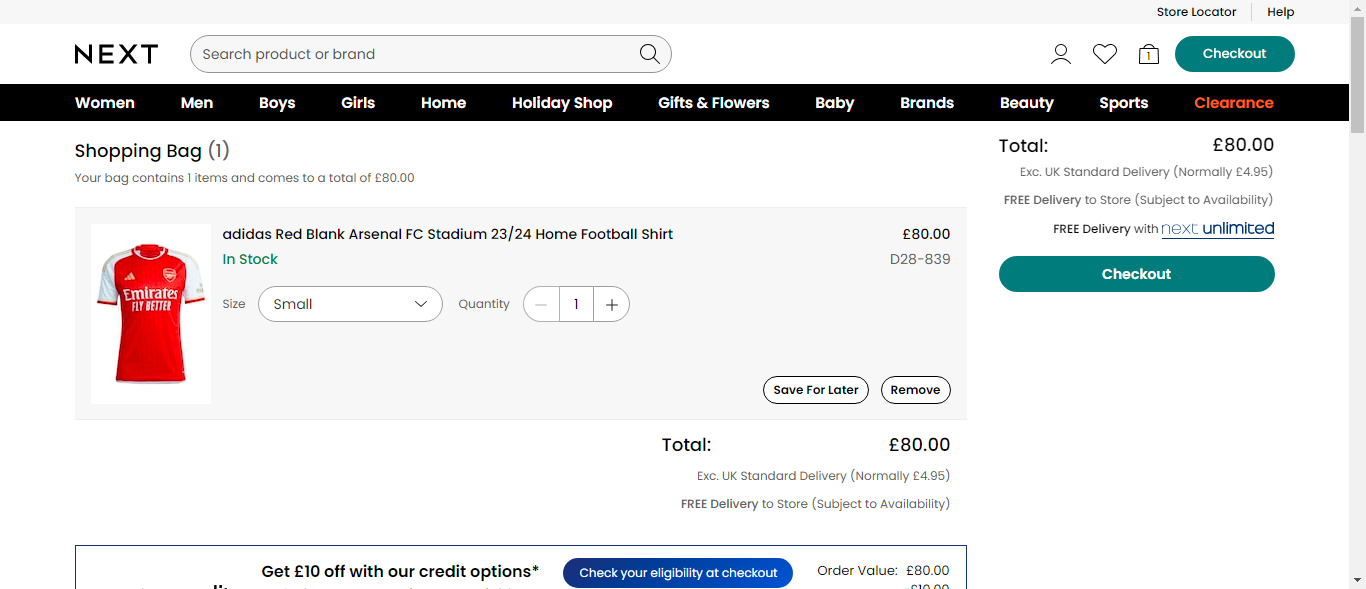 Store Locator Help
NEXT Search product or brand 1 Checkout
Women Men Boys Girls Home Holiday Shop Gifts & Flowers Baby Brands Beauty Sports Clearance
Shopping Bag (1)
Your bag contains 1 items and comes to a total of £80.00
adidas Red Blank Arsenal FC Stadium 23/24 Home Football Shirt £80.00
In Stock D28-839
Emirates
FLY BETTER
Size Small Quantity 1
Save For Later Remove
Total: £80.00
Exc. UK Standard Delivery (Normally £4.95)
FREE Delivery to Store (Subject to Availability)
Total: £80.00
Exc. UK Standard Delivery (Normally £4.95)
FREE Delivery to Store (Subject to Availability)
FREE Delivery with next unlimited
Checkout
Get £10 off with our credit options* Check your eligibility at checkout Order Value: £80.00